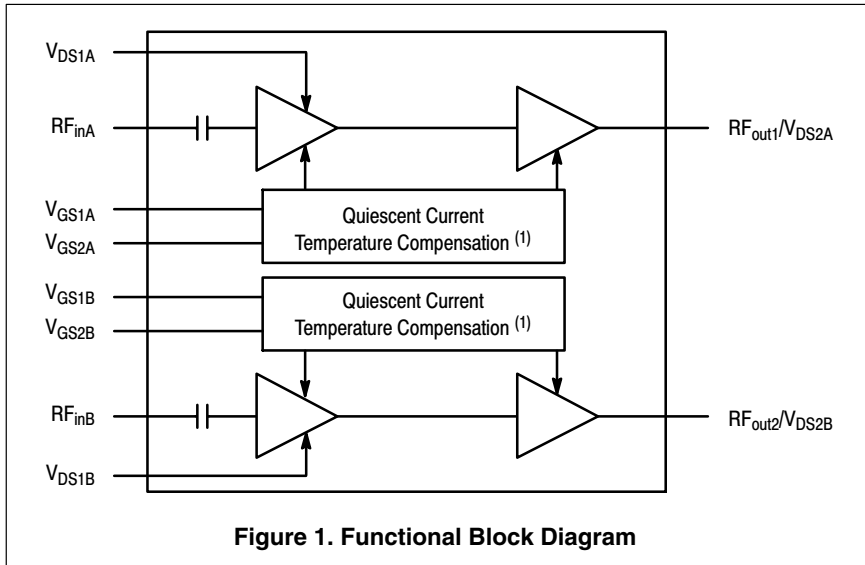 VDS1A
RFinA
RFout1/VDS2A
VGS1A
VGS2A
Quiescent Current
Temperature Compensation (1)
VGS1B
VGS2B
Quiescent Current
Temperature Compensation (1)
RFinB
RFout2/VDS2B
VDS1B
Figure 1. Functional Block Diagram